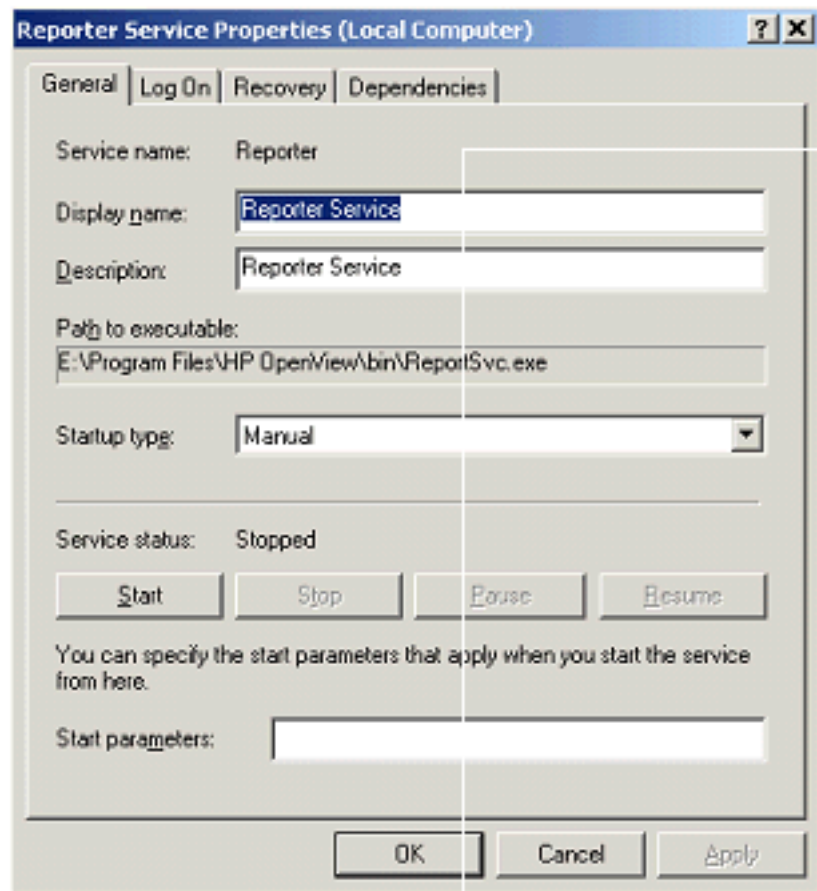 Reporter Service Properties (Local Computer)
General Log On Recovery Dependencies
Service name: Reporter
Display name: Reporter Service
Description: Reporter Service
Path to executable:
E:\Program Files\HP OpenView\bin\ReportSvc.exe
Startup type: Manual
Service status: Stopped
Start Stop Pause Resume
You can specify the start parameters that apply when you start the service
from here.
Start parameters:
OK Cancel Apply